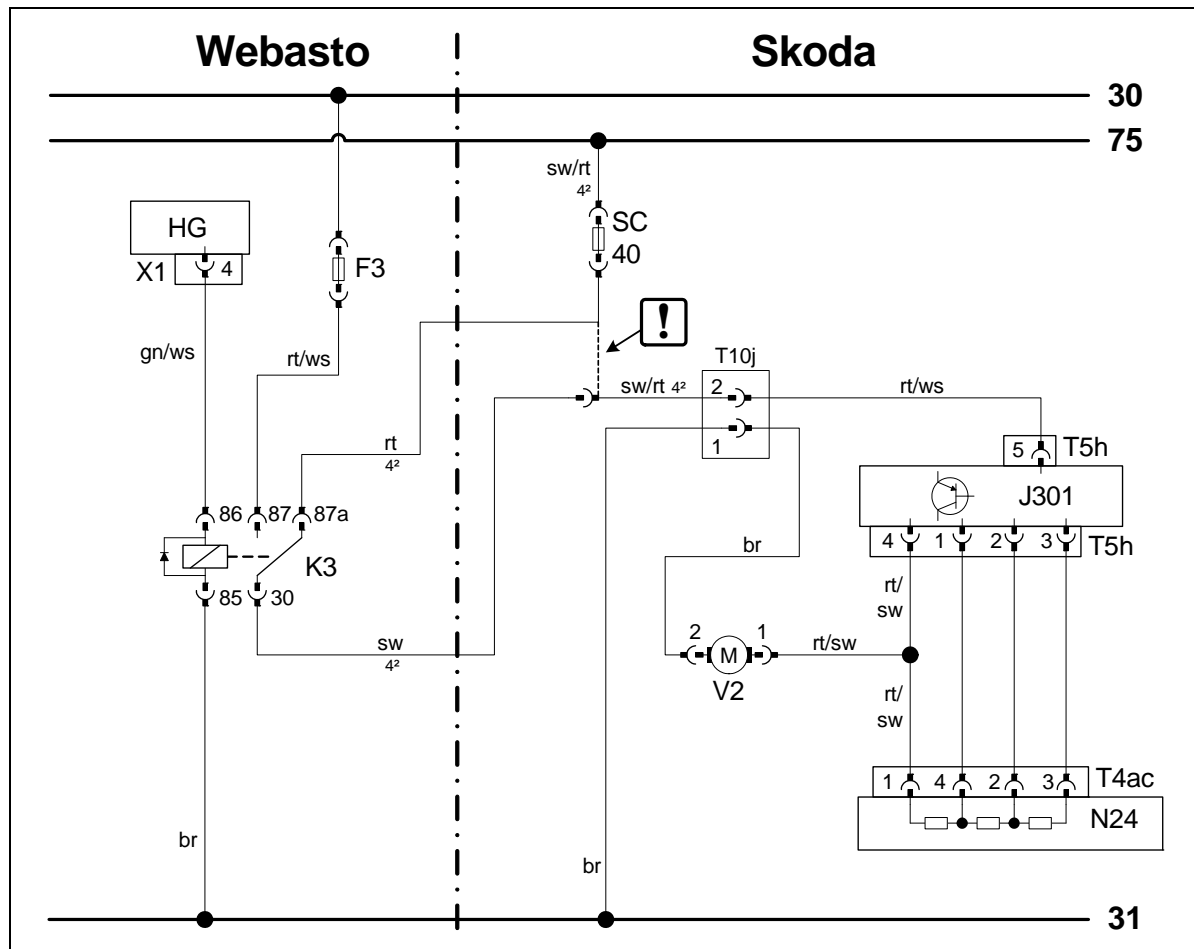 Webasto
Skoda
30
75
sw/rt
4²
HG
SC
40
X1
4
F3
!
gn/ws
rt/ws
T10j
sw/rt 4²
2
rt/ws
rt
4²
1
5
T5h
J301
86
87
87a
4
1
2
3
T5h
br
K3
85
30
rt/
sw
sw
4²
2
1
rt/sw
M
V2
rt/
sw
1
4
2
3
T4ac
N24
br
br
31